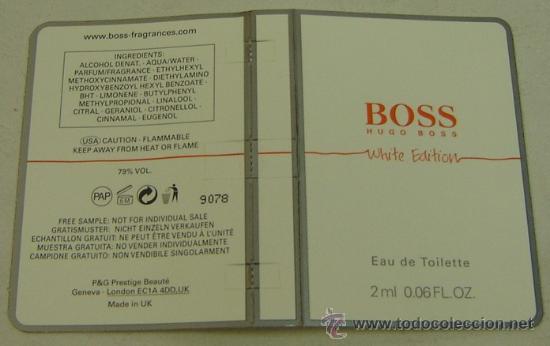 www.boss-fragrances.com
INGREDIENTS:
ALCOHOL DENAT. - AQUA/WATER -
PARFUM/FRAGRANCE - ETHYLHEXYL
METHOXYCINNAMATE - DIETHYLAMINO
HYDROXYBENZOYL HEXYL BENZOATE -
BHT - LIMONENE - BUTYLPHENYL
METHYLPROPIONAL - LINALOOL -
CITRAL - GERANIOL - CITRONELLOL -
CINNAMAL - EUGENOL
USA CAUTION - FLAMMABLE
KEEP AWAY FROM HEAT OR FLAME
79% VOL.
PAP
EM
9078
FREE SAMPLE: NOT FOR INDIVIDUAL SALE
GRATISMUSTER: NICHT EINZELN VERKAUFEN
ECHANTILLON GRATUIT: NE PEUT ÊTRE VENDU À L'UNITÉ
MUESTRA GRATUITA: NO VENDER INDIVIDUALMENTE
CAMPIONE GRATUITO: NON VENDIBILE SINGOLARMENT
P&G Prestige Beauté
Geneva - London EC1A 4DD,UK
Made in UK
BOSS
HUGO BOSS
White Edition
Eau de Toilette
2 ml 0.06 FL.OZ.
www.todocoleccion.net